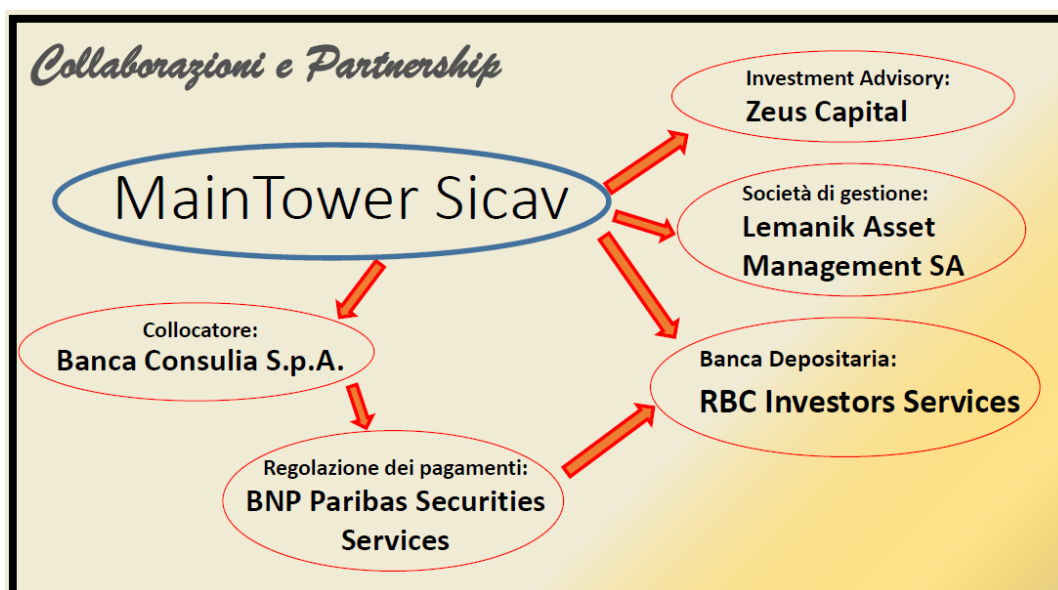 Collaborazioni e Partnership
Investment Advisory:
Zeus Capital
MainTower Sicav
Società di gestione:
Lemanik Asset
Management SA
Collocatore:
Banca Consulia S.p.A.
Banca Depositaria:
RBC Investors Services
Regolazione dei pagamenti:
BNP Paribas Securities
Services